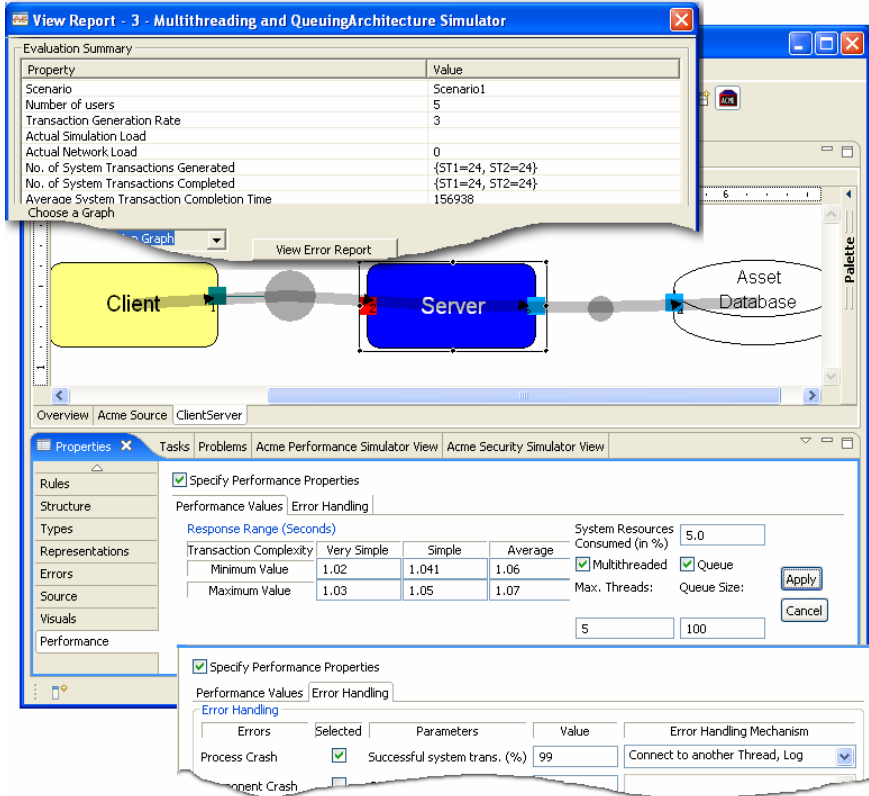 View Report - 3 - Multithreading and QueuingArchitecture Simulator
Evaluation Summary
Property Value
Scenario Scenario1
Number of users 5
Transaction Generation Rate 3
Actual Simulation Load
Actual Network Load 0
No. of System Transactions Generated {ST1=24, ST2=24}
No. of System Transactions Completed {ST1=24, ST2=24}
Average System Transaction Completion Time 156938
Choose a Graph
Graph
View Error Report
ACME
6
Palette
Client
1
2
Server
Asset
Database
4
1
Overview Acme Source ClientServer
Properties Tasks Problems Acme Performance Simulator View Acme Security Simulator View
Rules
Structure
Types
Representations
Errors
Source
Visuals
Performance
Specify Performance Properties
Performance Values Error Handling
Response Range (Seconds)
Transaction Complexity Very Simple Simple Average
Minimum Value 1.02 1.041 1.06
Maximum Value 1.03 1.05 1.07
System Resources
Consumed (in %) 5.0
Multithreaded Queue
Max. Threads: Queue Size:
5 100
Apply
Cancel
Specify Performance Properties
Performance Values Error Handling
Error Handling
Errors Selected Parameters Value Error Handling Mechanism
Process Crash Successful system trans. (%) 99 Connect to another Thread, Log
Crash